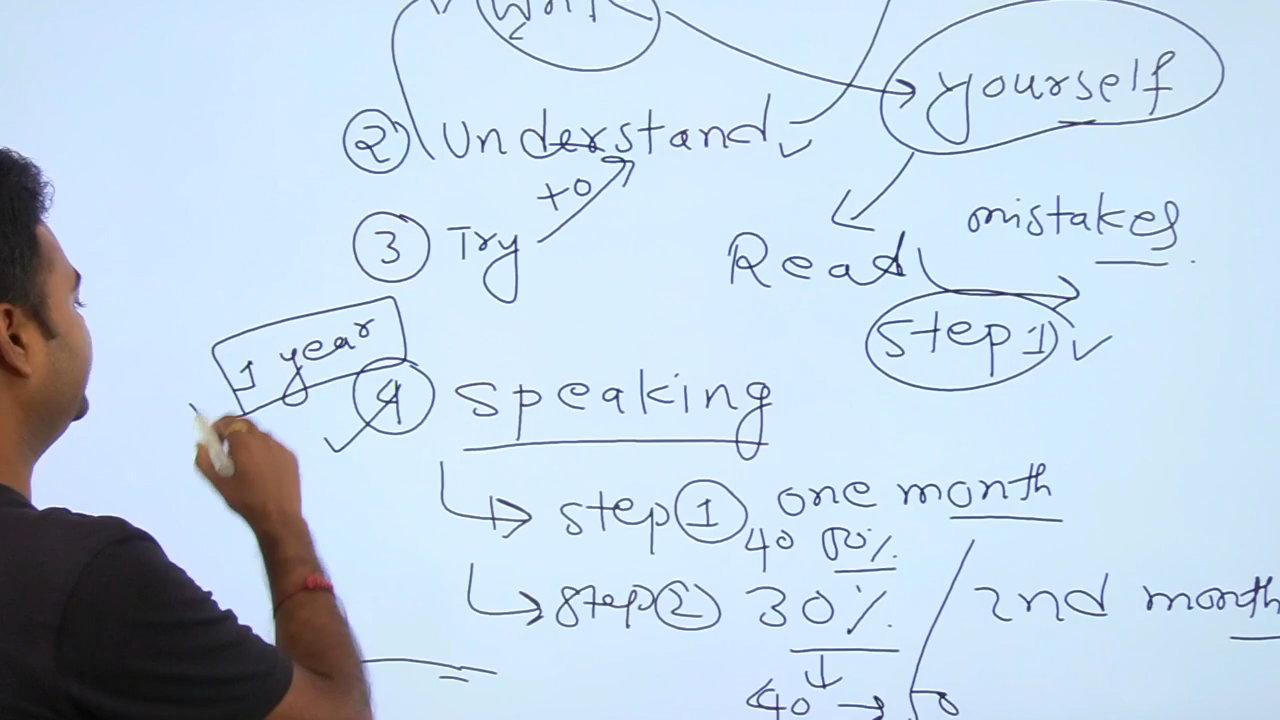 yourself
② Understand
to
③ Try
mistakes
Read
Step 1
1 year
④ Speaking
step ① one month
40 50%
step ② 30% / 2nd month
40